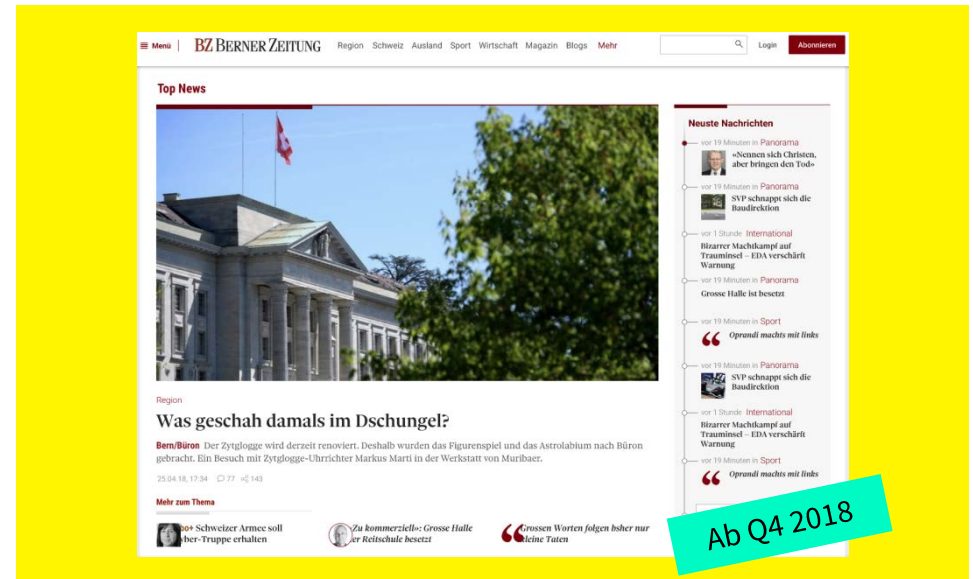 Menü
BZ BERNER ZEITUNG
Region Schweiz Ausland Sport Wirtschaft Magazin Blogs Mehr
Login
Abonnieren
Top News
Region
Was geschah damals im Dschungel?
Bern/Büron Der Zytglogge wird derzeit renoviert. Deshalb wurden das Figurenspiel und das Astrolabium nach Büron
gebracht. Ein Besuch mit Zytglogge-Uhrrichter Markus Marti in der Werkstatt von Muribaer.
25.04.18, 17:34 77 143
Mehr zum Thema
Schweizer Armee soll
yber-Truppe erhalten
Zu kommerziell»: Grosse Halle
er Reitschule besetzt
Grossen Worten folgen bsher nur
kleine Taten
Neuste Nachrichten
vor 19 Minuten in Panorama
«Nennen sich Christen,
aber bringen den Tod»
vor 19 Minuten in Panorama
SVP schnappt sich die
Baudirektion
vor 1 Stunde International
Bizarrer Machtkampf auf
Trauminsel – EDA verschärft
Warnung
vor 19 Minuten in Panorama
Grosse Halle ist besetzt
vor 19 Minuten in Sport
Oprandi machts mit links
vor 19 Minuten in Panorama
SVP schnappt sich die
Baudirektion
vor 1 Stunde International
Bizarrer Machtkampf auf
Trauminsel – EDA verschärft
Warnung
vor 19 Minuten in Sport
Oprandi machts mit links
Ab Q4 2018